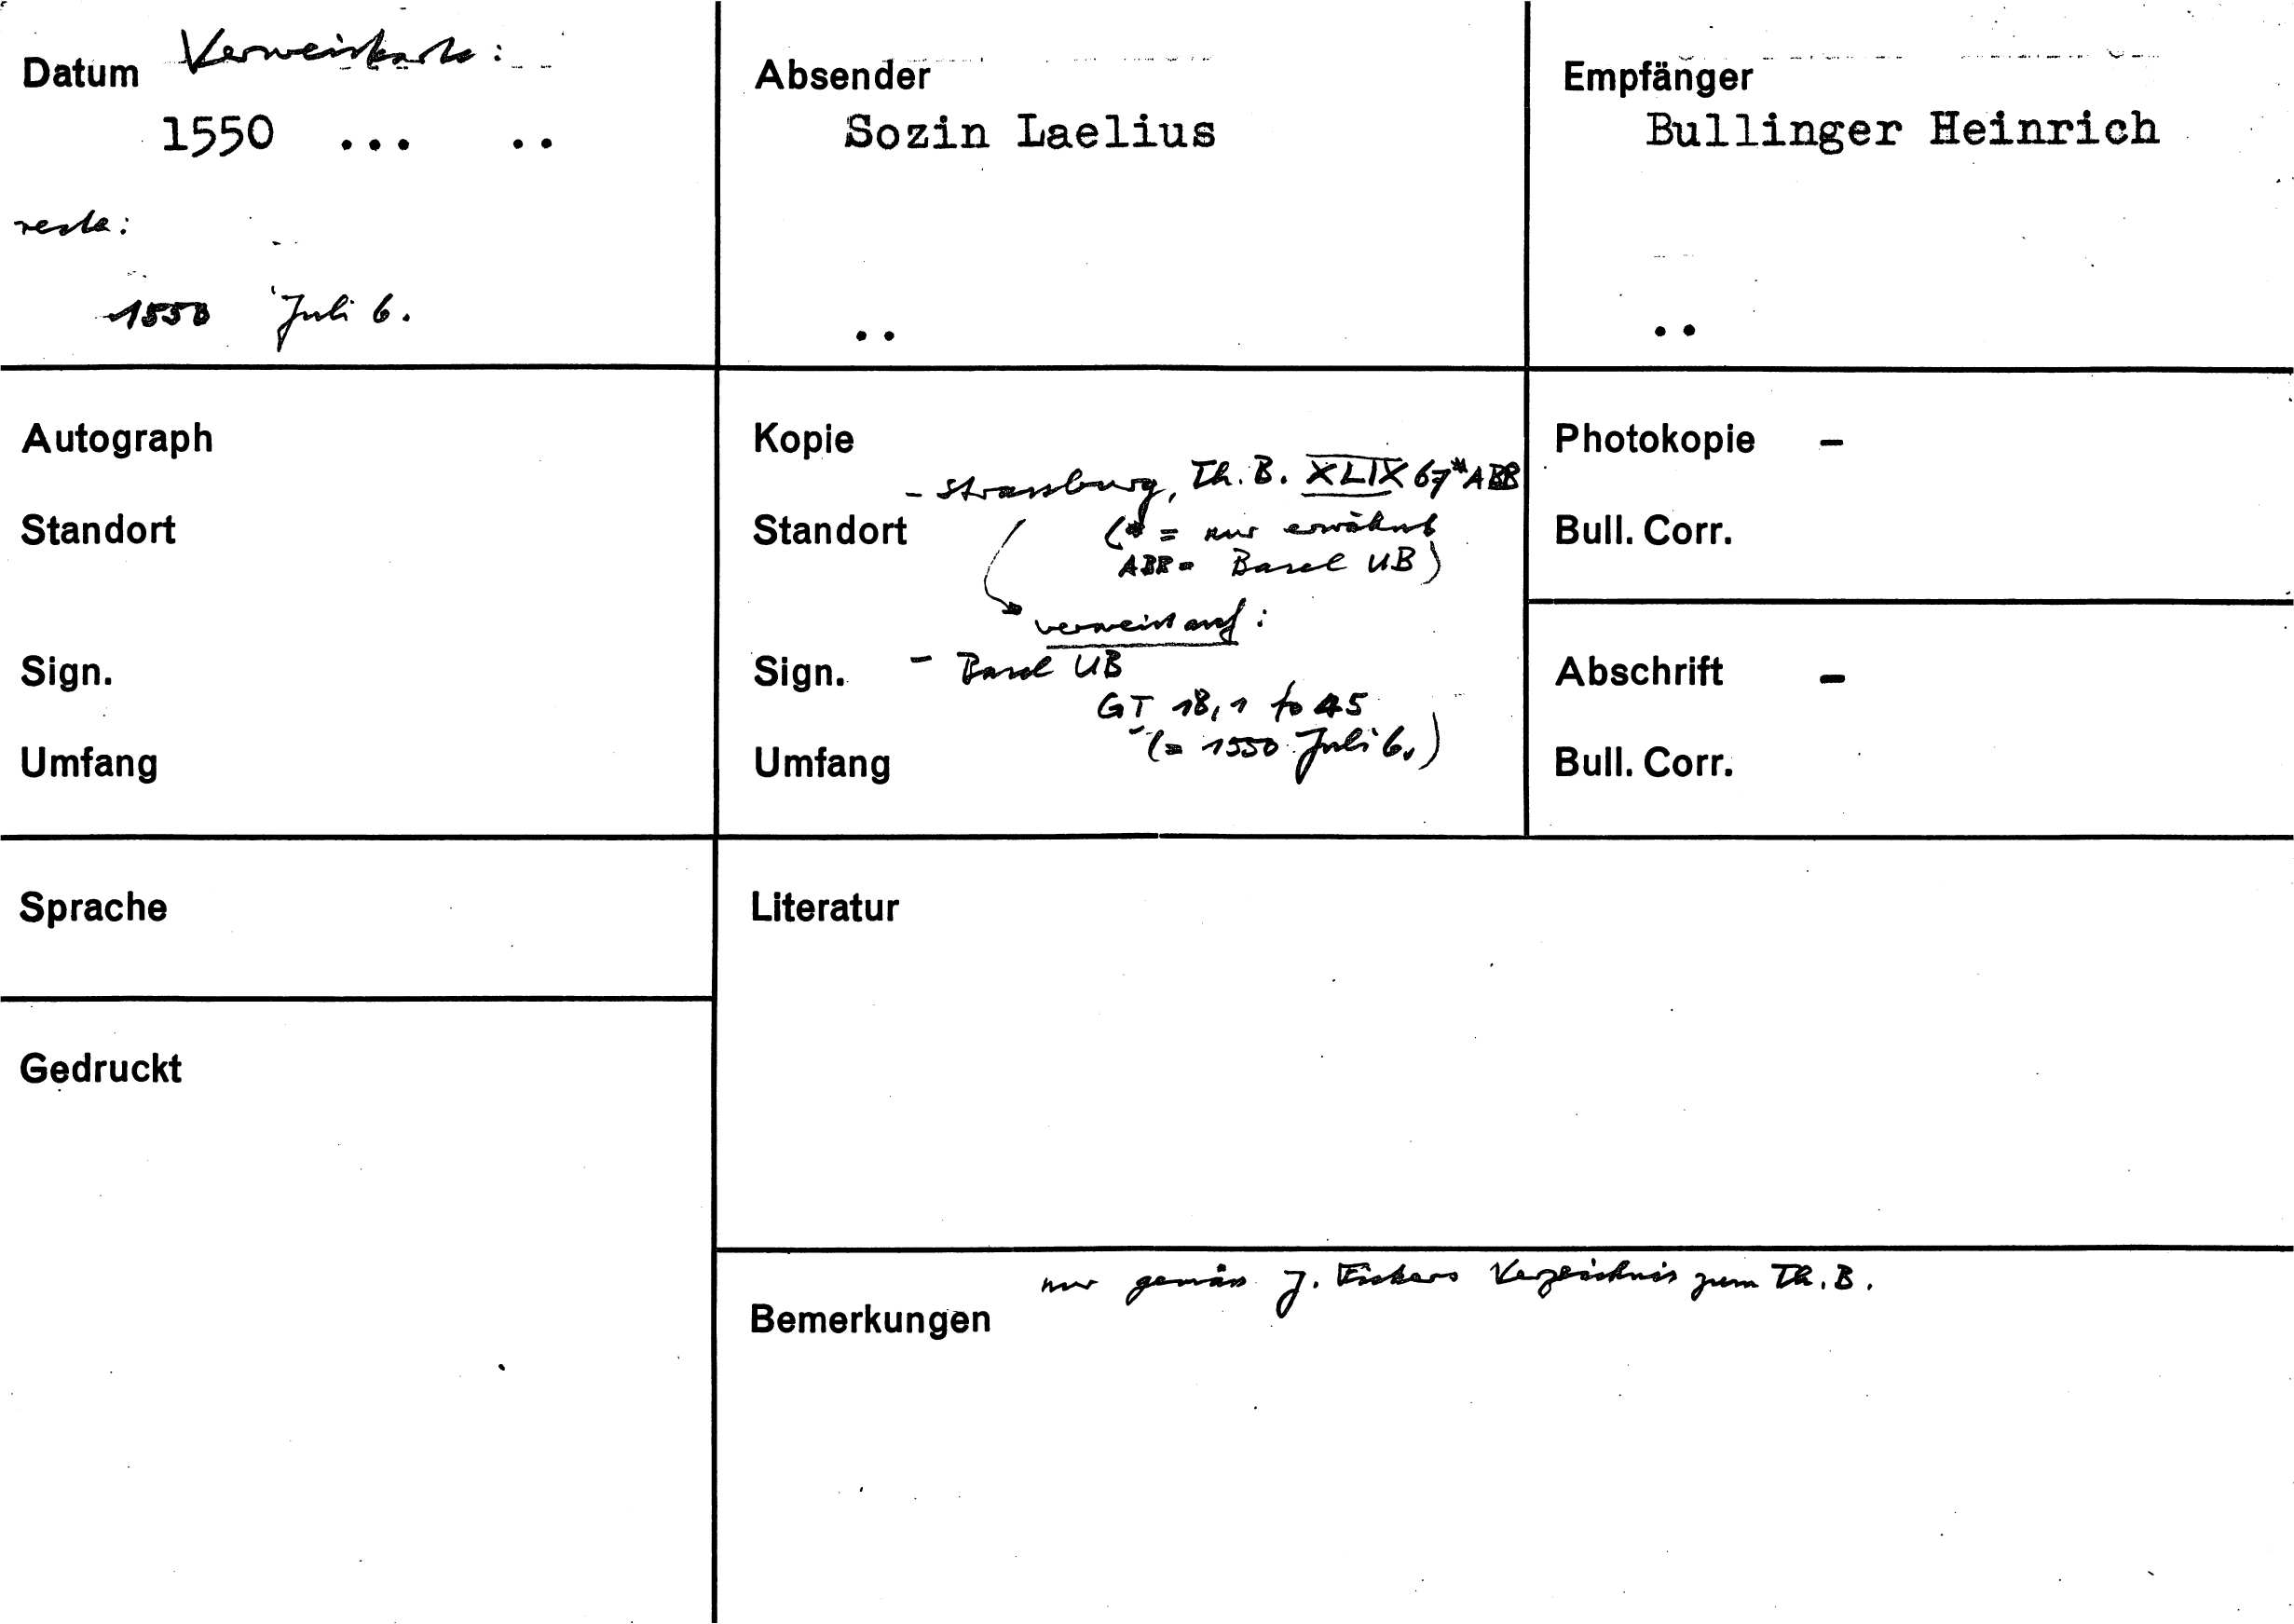 Datum Verweiskarte:
1550 ... ..
recte:
1550 Juli 6.
Absender
Sozin Laelius
..
Empfänger
Bullinger Heinrich
..
Autograph
Standort
Sign.
Umfang
Kopie
- Strassburg, Th. B. XLIX 67* ABB
Standort (* = nur erwähnt
ABB = Basel UB)
verweist auf:
Sign. - Basel UB
GT 18,1 fo 45
(= 1550 Juli 6.)
Umfang
Photokopie -
Bull. Corr.
Abschrift -
Bull. Corr.
Sprache
Gedruckt
Literatur
nur gemäss J. Fickers Verzeichnis zum Th. B.
Bemerkungen